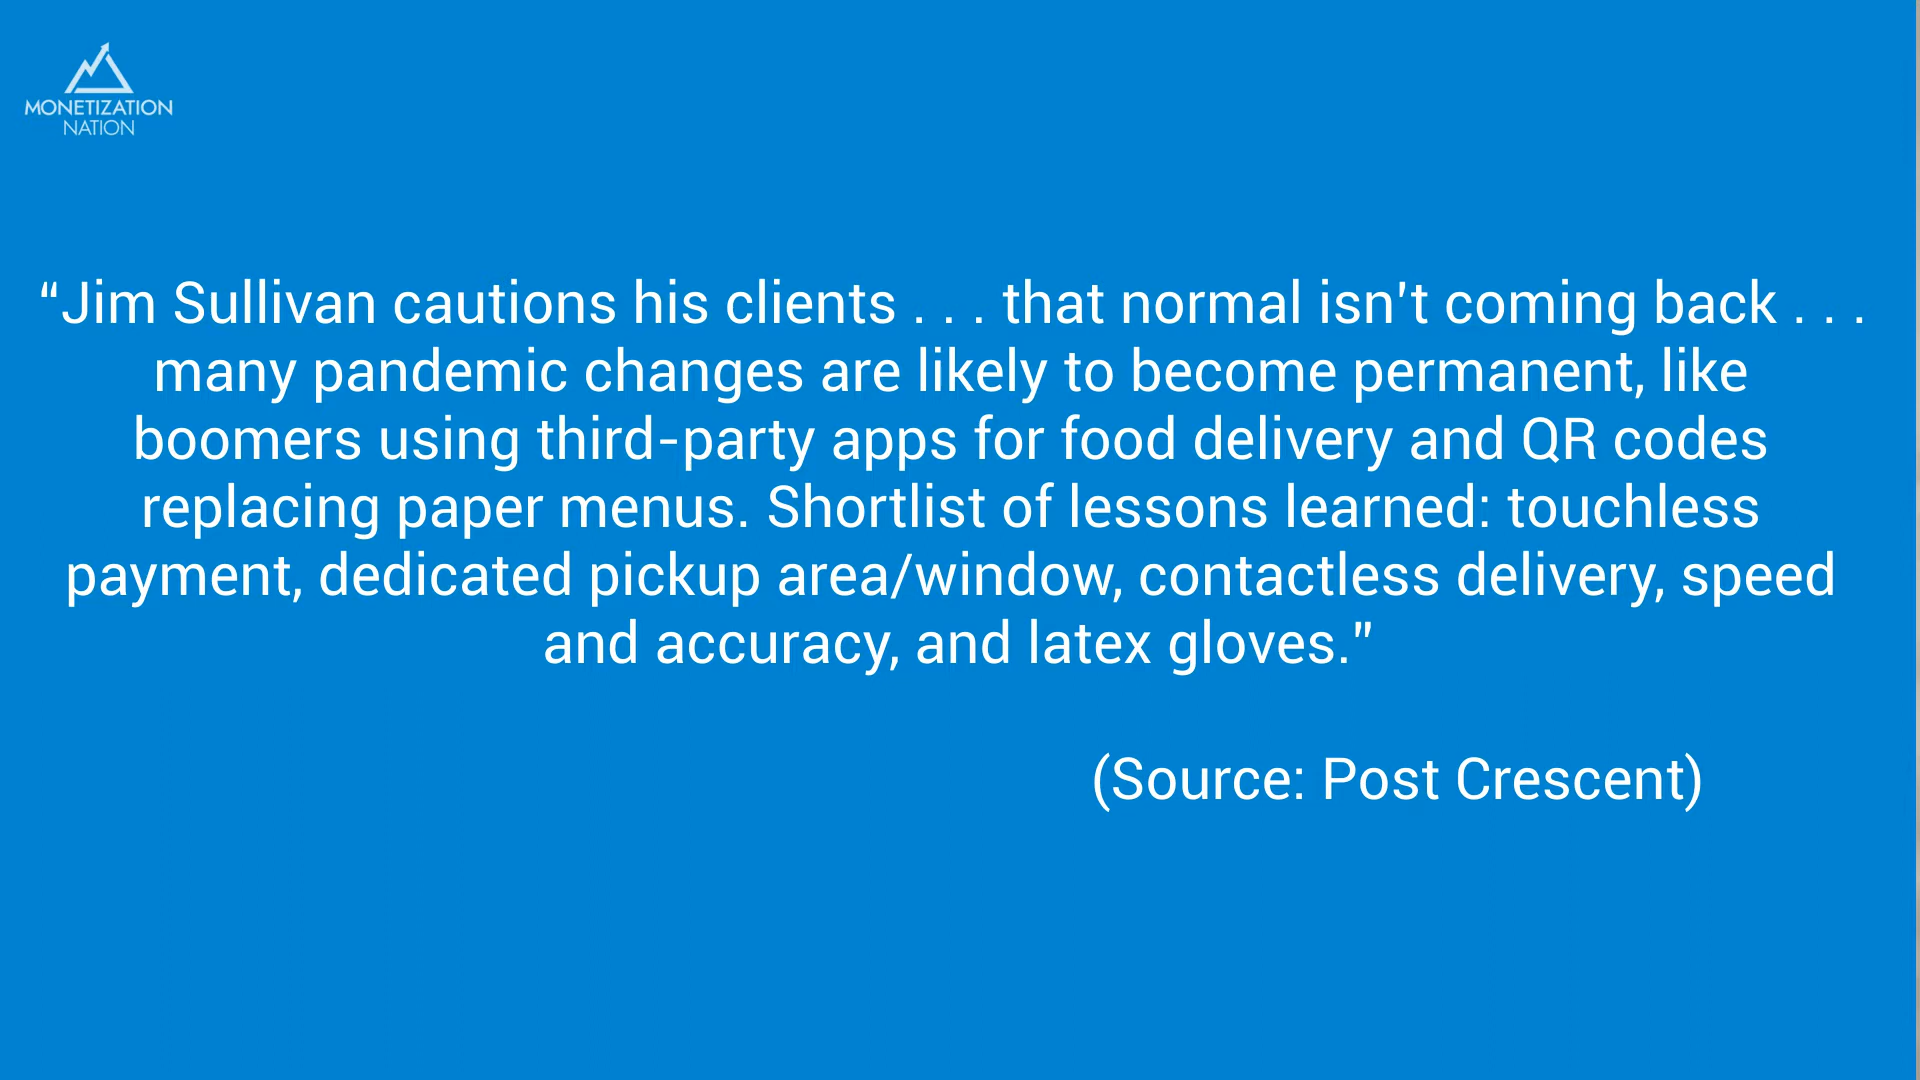 MONETIZATION
NATION
“Jim Sullivan cautions his clients . . . that normal isn't coming back . . .
many pandemic changes are likely to become permanent, like
boomers using third-party apps for food delivery and QR codes
replacing paper menus. Shortlist of lessons learned: touchless
payment, dedicated pickup area/window, contactless delivery, speed
and accuracy, and latex gloves.”
(Source: Post Crescent)